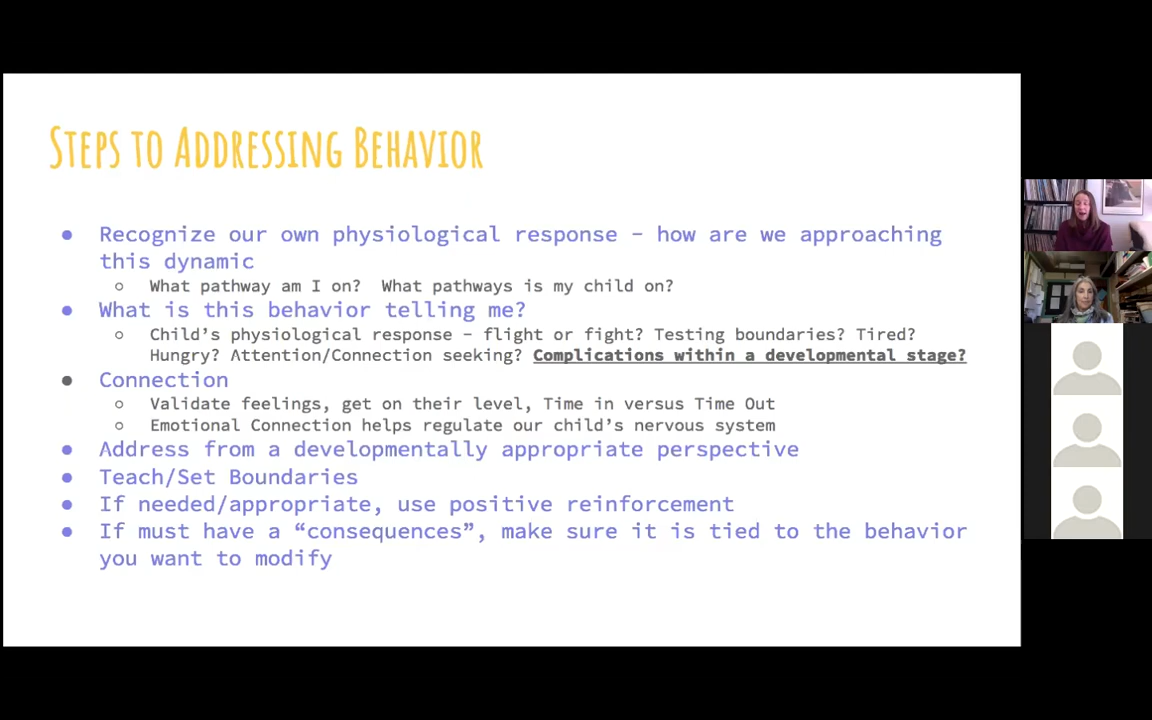 STEPS TO ADDRESSING BEHAVIOR
● Recognize our own physiological response – how are we approaching
this dynamic
○ What pathway am I on? What pathways is my child on?
● What is this behavior telling me?
○ Child’s physiological response – flight or fight? Testing boundaries? Tired?
Hungry? Attention/Connection seeking? Complications within a developmental stage?
● Connection
○ Validate feelings, get on their level, Time in versus Time Out
○ Emotional Connection helps regulate our child’s nervous system
● Address from a developmentally appropriate perspective
● Teach/Set Boundaries
● If needed/appropriate, use positive reinforcement
● If must have a “consequences”, make sure it is tied to the behavior
you want to modify